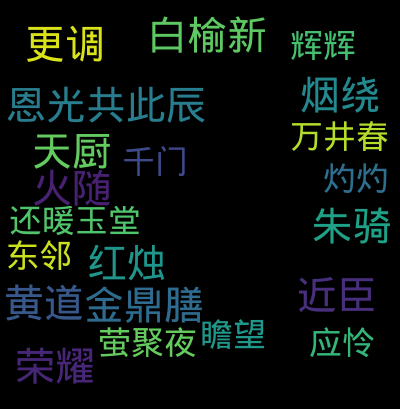 更调
白榆新
辉辉
恩光共此辰
烟绕
万井春
天厨
千门
火随
灼灼
还暖玉堂
朱骑
东邻
红烛
黄道
金鼎膳
近臣
萤聚夜
瞻望
应怜
荣耀